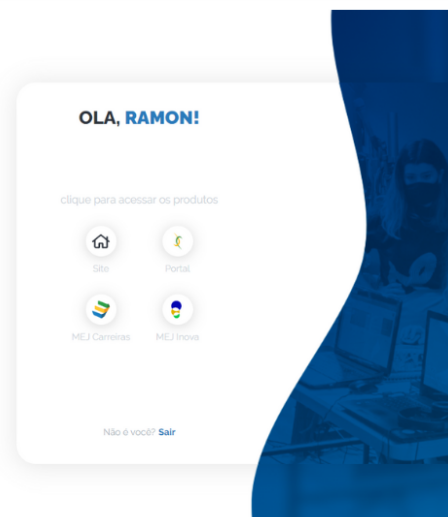 OLA, RAMON!
clique para acessar os produtos
Site
Portal
MEJ Carreiras
MEJ Inova
Não é você? Sair